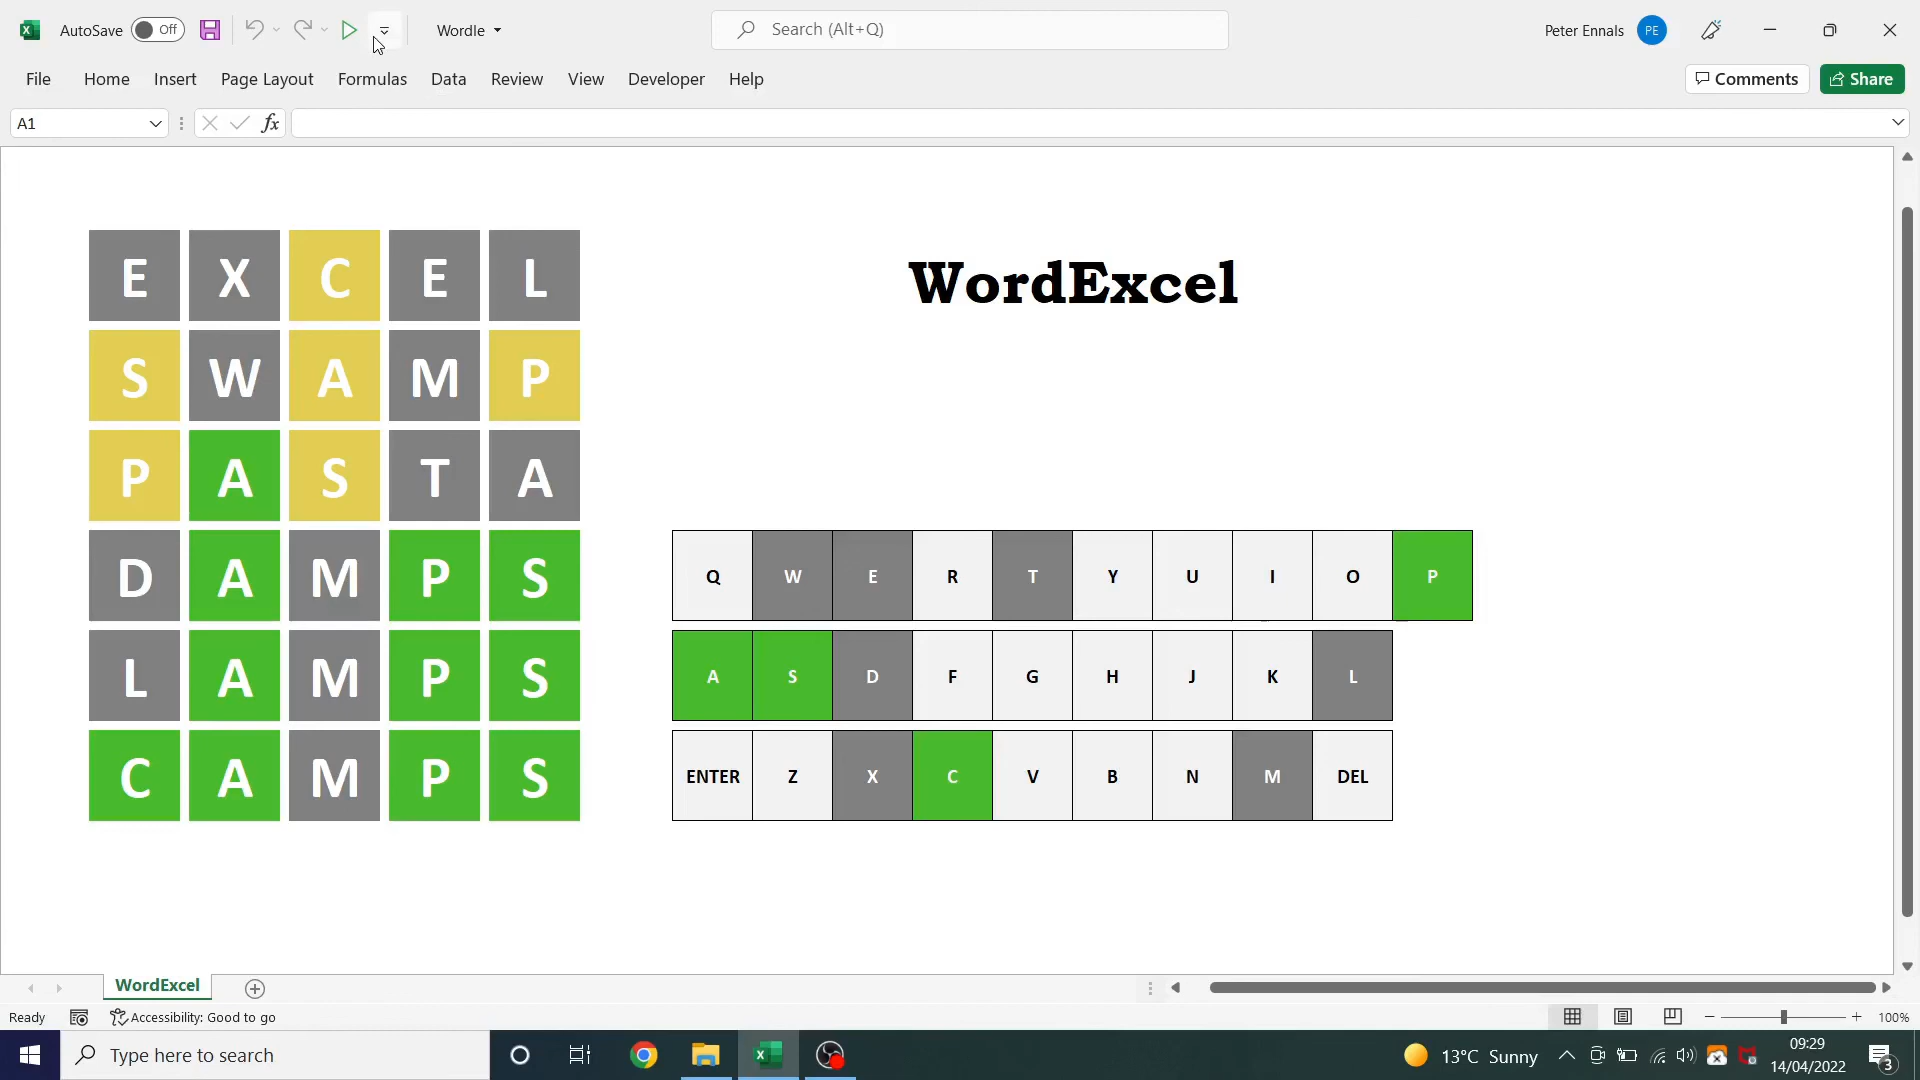 AutoSave Off Wordle Search (Alt+Q) Peter Ennals PE
File Home Insert Page Layout Formulas Data Review View Developer Help Comments Share
A1 fx
E X C E L
WordExcel
S W A M P
P A S T A
D A M P S
Q W E R T Y U I O P
L A M P S
A S D F G H J K L
C A M P S
ENTER Z X C V B N M DEL
WordExcel
Ready Accessibility: Good to go 100%
Type here to search 13°C Sunny 09:29
14/04/2022 3